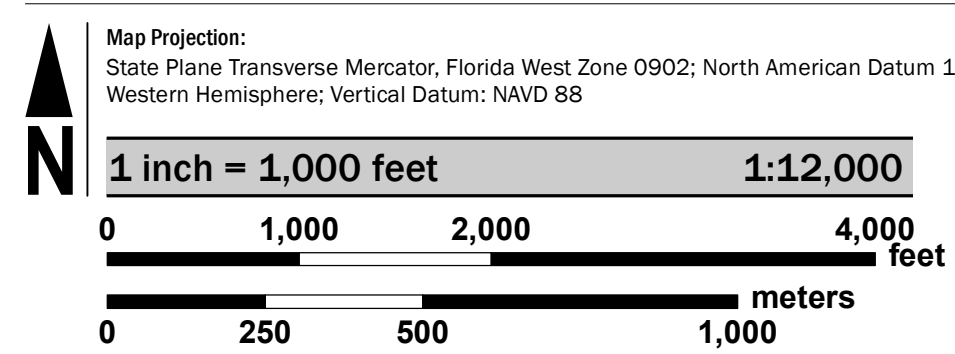 N
Map Projection:
State Plane Transverse Mercator, Florida West Zone 0902; North American Datum 1
Western Hemisphere; Vertical Datum: NAVD 88
1 inch = 1,000 feet 1:12,000
0 1,000 2,000 4,000
feet
meters
0 250 500 1,000